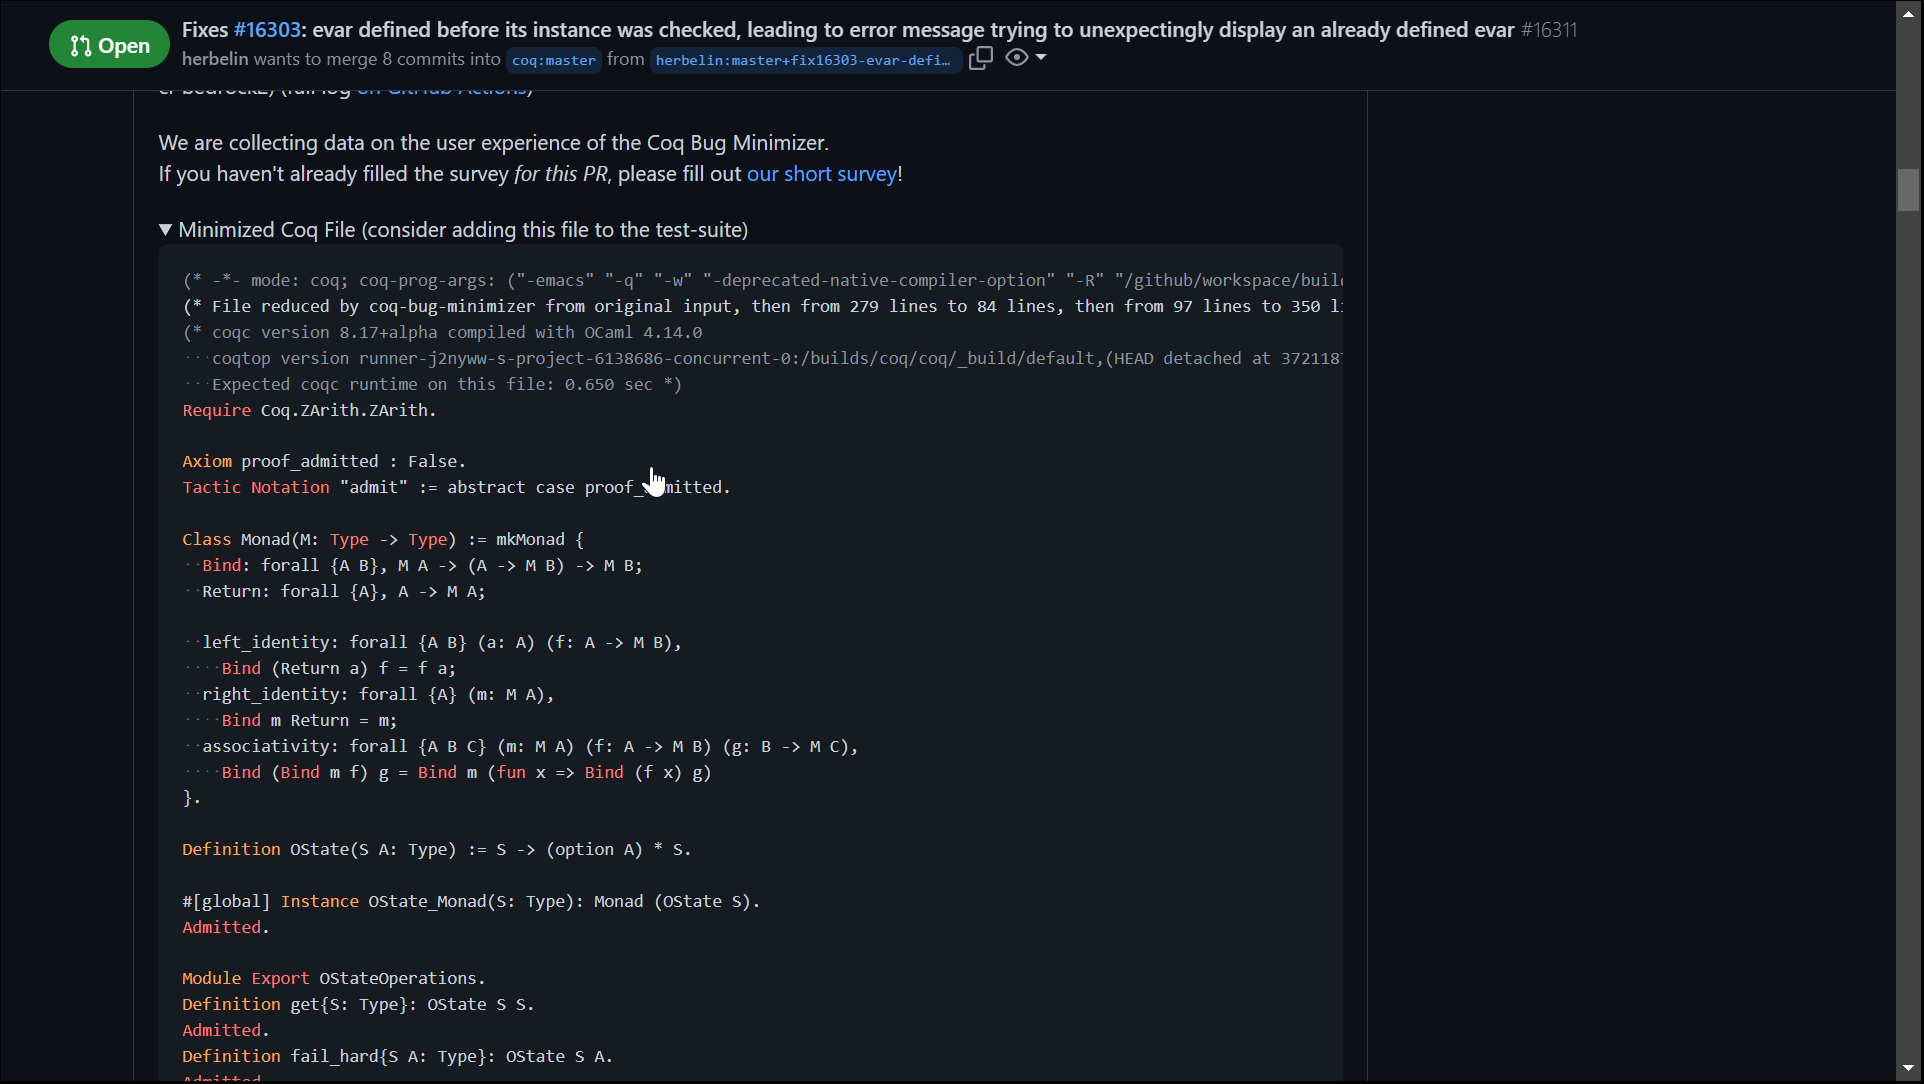 Open
Fixes #16303: evar defined before its instance was checked, leading to error message trying to unexpectingly display an already defined evar #16311
herbelin wants to merge 8 commits into coq:master from herbelin:master+fix16303-evar-defi…
cr-bedrock2) (full log on GitHub Actions)
We are collecting data on the user experience of the Coq Bug Minimizer.
If you haven't already filled the survey for this PR, please fill out our short survey!
▼ Minimized Coq File (consider adding this file to the test-suite)
(* -*- mode: coq; coq-prog-args: ("-emacs" "-q" "-w" "-deprecated-native-compiler-option" "-R" "/github/workspace/buil
(* File reduced by coq-bug-minimizer from original input, then from 279 lines to 84 lines, then from 97 lines to 350 l
(* coqc version 8.17+alpha compiled with OCaml 4.14.0
   coqtop version runner-j2nyww-s-project-6138686-concurrent-0:/builds/coq/coq/_build/default,(HEAD detached at 372118
   Expected coqc runtime on this file: 0.650 sec *)
Require Coq.ZArith.ZArith.
Axiom proof_admitted : False.
Tactic Notation "admit" := abstract case proof_admitted.
Class Monad(M: Type -> Type) := mkMonad {
  Bind: forall {A B}, M A -> (A -> M B) -> M B;
  Return: forall {A}, A -> M A;
  left_identity: forall {A B} (a: A) (f: A -> M B),
    Bind (Return a) f = f a;
  right_identity: forall {A} (m: M A),
    Bind m Return = m;
  associativity: forall {A B C} (m: M A) (f: A -> M B) (g: B -> M C),
    Bind (Bind m f) g = Bind m (fun x => Bind (f x) g)
}.
Definition OState(S A: Type) := S -> (option A) * S.
#[global] Instance OState_Monad(S: Type): Monad (OState S).
Admitted.
Module Export OStateOperations.
Definition get{S: Type}: OState S S.
Admitted.
Definition fail_hard{S A: Type}: OState S A.
Admitted.